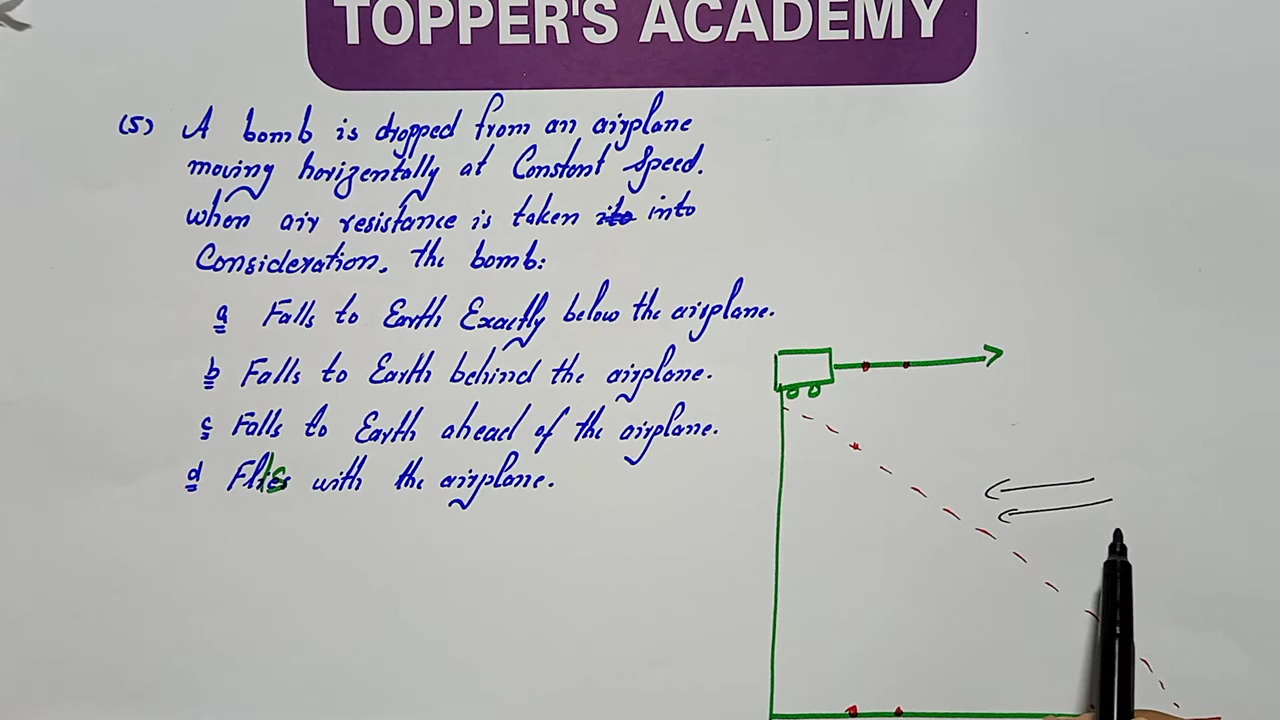 TOPPER'S ACADEMY
(5) A bomb is dropped from an airplane
moving horizentally at Constant Speed.
when air resistance is taken ito into
Consideration, the bomb:
a Falls to Earth Exactly below the airplane.
b Falls to Earth behind the airplane.
c Falls to Earth ahead of the airplane.
d Flies with the airplane.